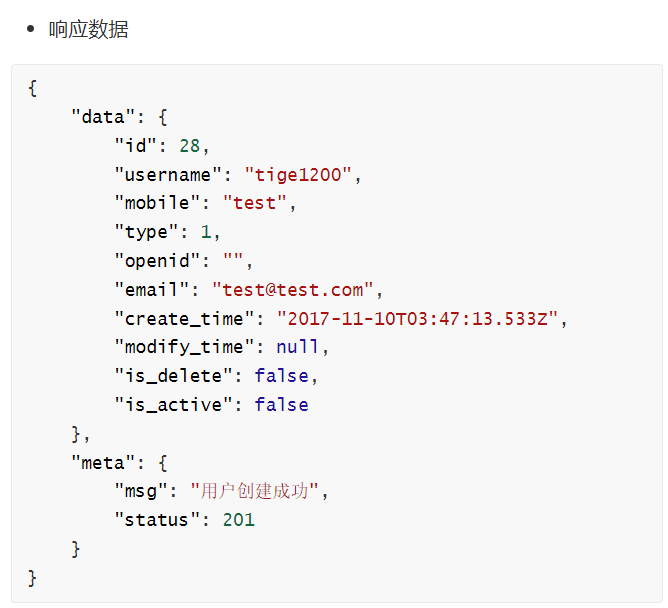 • 响应数据
{
    "data": {
        "id": 28,
        "username": "tige1200",
        "mobile": "test",
        "type": 1,
        "openid": "",
        "email": "test@test.com",
        "create_time": "2017-11-10T03:47:13.533Z",
        "modify_time": null,
        "is_delete": false,
        "is_active": false
    },
    "meta": {
        "msg": "用户创建成功",
        "status": 201
    }
}